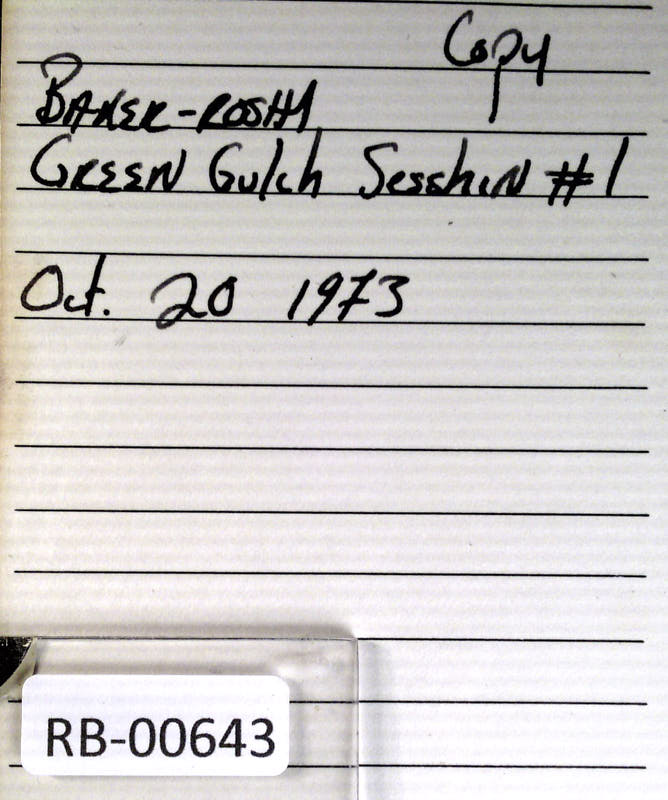 Copy
BAKER-ROSHI
GREEN Gulch Sesshin #1
Oct. 20 1973
RB-00643